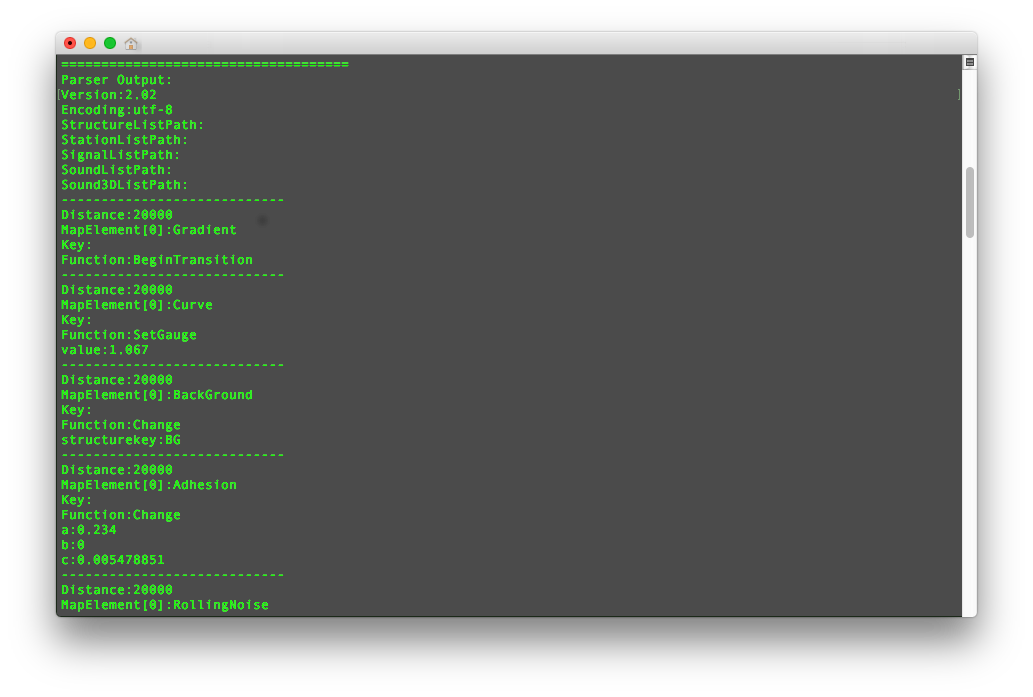 ====================================
Parser Output:
Version:2.02
Encoding:utf-8
StructureListPath:
StationListPath:
SignalListPath:
SoundListPath:
Sound3DListPath:
----------------------------
Distance:20000
MapElement[0]:Gradient
Key:
Function:BeginTransition
----------------------------
Distance:20000
MapElement[0]:Curve
Key:
Function:SetGauge
value:1.067
----------------------------
Distance:20000
MapElement[0]:BackGround
Key:
Function:Change
structurekey:BG
----------------------------
Distance:20000
MapElement[0]:Adhesion
Key:
Function:Change
a:0.234
b:0
c:0.005478851
----------------------------
Distance:20000
MapElement[0]:RollingNoise